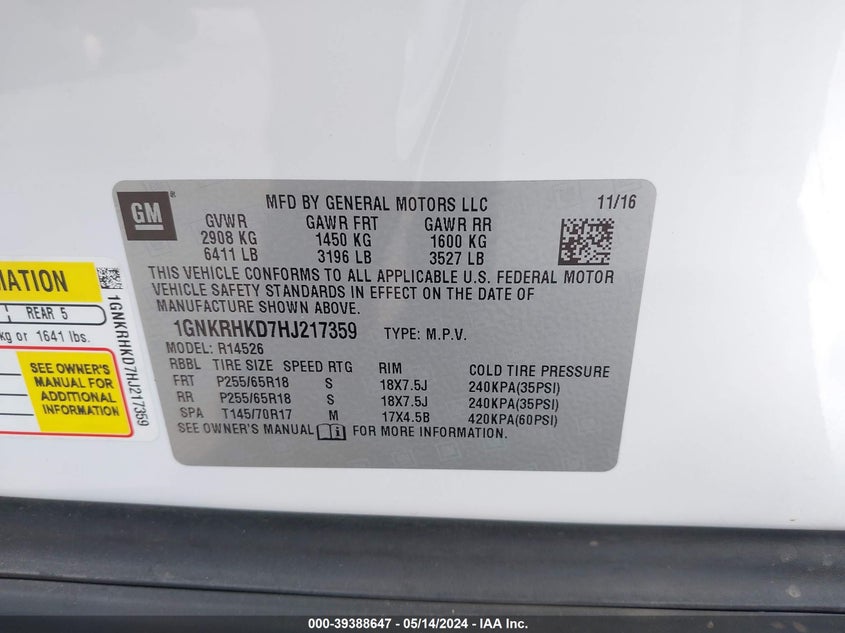 GM ®
MFD BY GENERAL MOTORS LLC 11/16
GVWR GAWR FRT GAWR RR
2908 KG 1450 KG 1600 KG
6411 LB 3196 LB 3527 LB
THIS VEHICLE CONFORMS TO ALL APPLICABLE U.S. FEDERAL MOTOR
VEHICLE SAFETY STANDARDS IN EFFECT ON THE DATE OF
MANUFACTURE SHOWN ABOVE.
1GNKRHKD7HJ217359 TYPE: M.P.V.
MODEL: R14526
RBBL TIRE SIZE SPEED RTG RIM COLD TIRE PRESSURE
FRT P255/65R18 S 18X7.5J 240KPA(35PSI)
RR P255/65R18 S 18X7.5J 240KPA(35PSI)
SPA T145/70R17 M 17X4.5B 420KPA(60PSI)
SEE OWNER'S MANUAL FOR MORE INFORMATION.
MATION
REAR 5
kg or 1641 lbs.
SEE OWNER'S
MANUAL FOR
ADDITIONAL
INFORMATION
1GNKRHKD7HJ217359
000-39388647 - 05/14/2024 - IAA Inc.